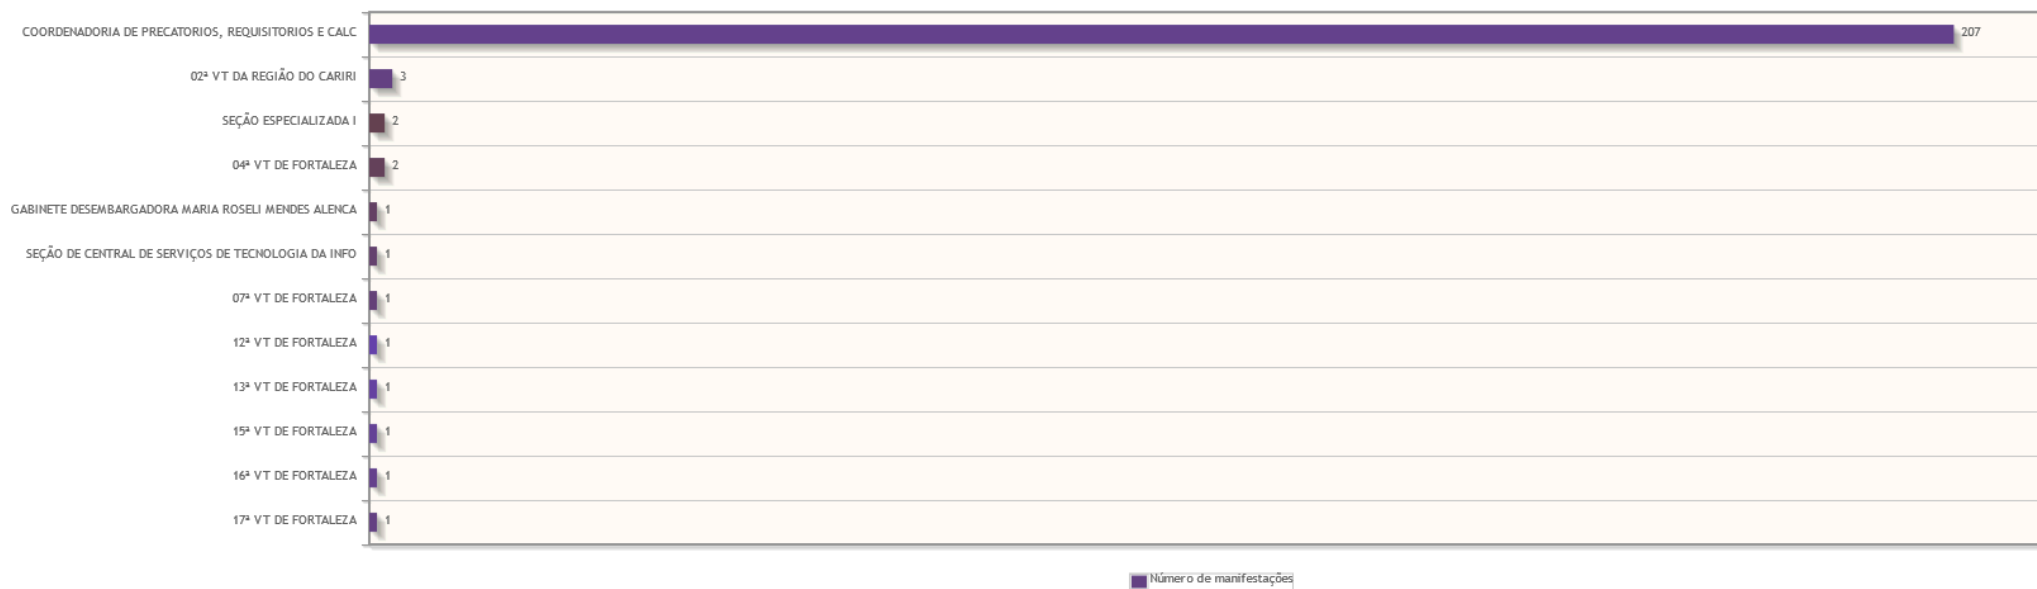 COORDENADORIA DE PRECATORIOS, REQUISITORIOS E CALC 207
02ª VT DA REGIÃO DO CARIRI 3
SEÇÃO ESPECIALIZADA I 2
04ª VT DE FORTALEZA 2
GABINETE DESEMBARGADORA MARIA ROSELI MENDES ALENCA 1
SEÇÃO DE CENTRAL DE SERVIÇOS DE TECNOLOGIA DA INFO 1
07ª VT DE FORTALEZA 1
12ª VT DE FORTALEZA 1
13ª VT DE FORTALEZA 1
15ª VT DE FORTALEZA 1
16ª VT DE FORTALEZA 1
17ª VT DE FORTALEZA 1
Número de manifestações